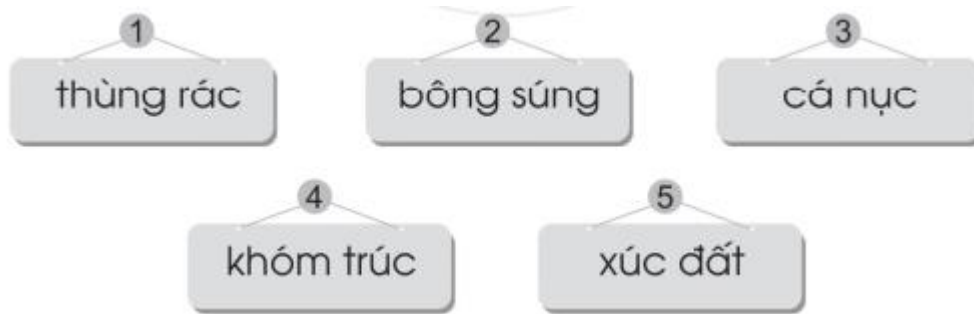 1
thùng rác
2
bông súng
3
cá nục
4
khóm trúc
5
xúc đất